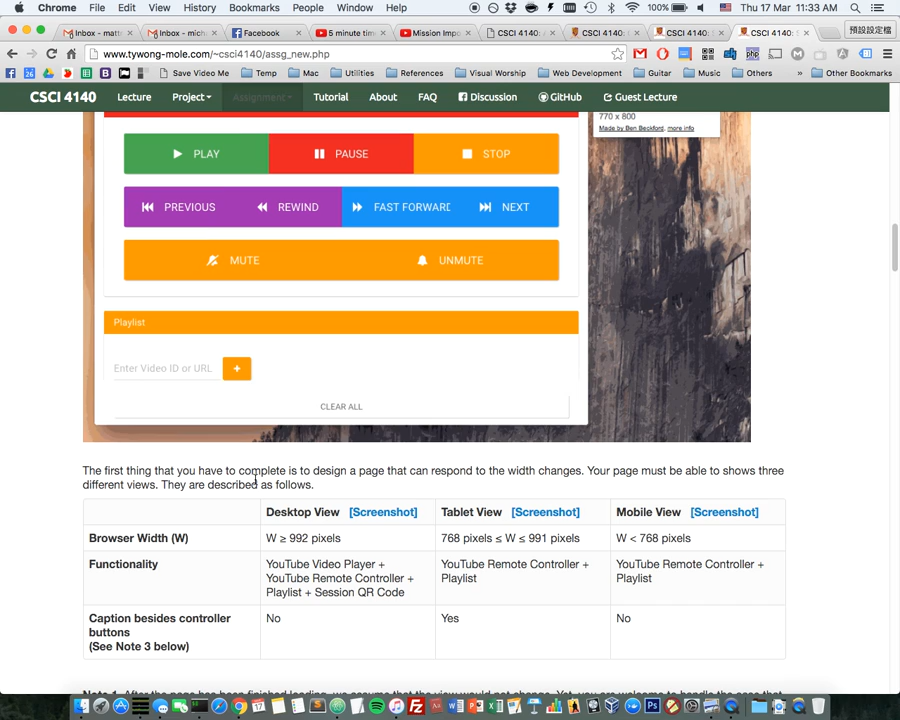 Chrome File Edit View History Bookmarks People Window Help 100% Thu 17 Mar 11:33 AM
Inbox - matt Inbox - mich Facebook 5 minute tim Mission Impo CSCI 4140: CSCI 4140: CSCI 4140: CSCI 4140: S 預設設定檔
www.tywong-mole.com/~csci4140/assg_new.php
Save Video Me Temp Mac Utilities References Visual Worship Web Development Guitar Music Others » Other Bookmarks
CSCI 4140 Lecture Project Assignment Tutorial About FAQ Discussion GitHub Guest Lecture
770 x 800
Made by Ben Beckford, more info
PLAY PAUSE STOP
PREVIOUS REWIND FAST FORWARD NEXT
MUTE UNMUTE
Playlist
Enter Video ID or URL +
CLEAR ALL
The first thing that you have to complete is to design a page that can respond to the width changes. Your page must be able to shows three
different views. They are described as follows.
Desktop View [Screenshot] Tablet View [Screenshot] Mobile View [Screenshot]
Browser Width (W) W ≥ 992 pixels 768 pixels ≤ W ≤ 991 pixels W < 768 pixels
Functionality YouTube Video Player + YouTube Remote Controller + YouTube Remote Controller +
YouTube Remote Controller + Playlist Playlist
Playlist + Session QR Code
Caption besides controller No Yes No
buttons
(See Note 3 below)